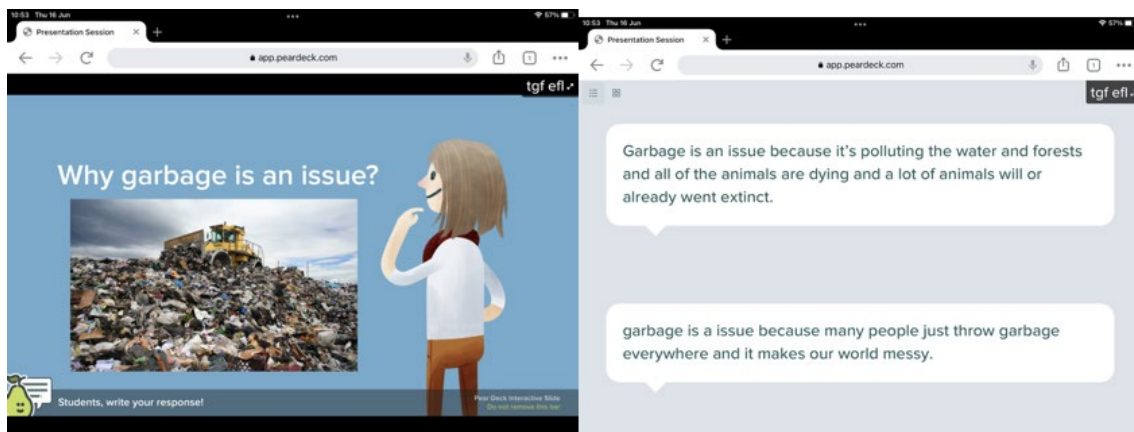 10:53 Thu 16 Jun
57%
Presentation Session
app.peardeck.com
1
tgf efl
Why garbage is an issue?
Students, write your response!
Pear Deck Interactive Slide
Do not remove this bar
10:53 Thu 16 Jun
57%
Presentation Session
app.peardeck.com
1
tgf efl
Garbage is an issue because it's polluting the water and forests
and all of the animals are dying and a lot of animals will or
already went extinct.
garbage is a issue because many people just throw garbage
everywhere and it makes our world messy.